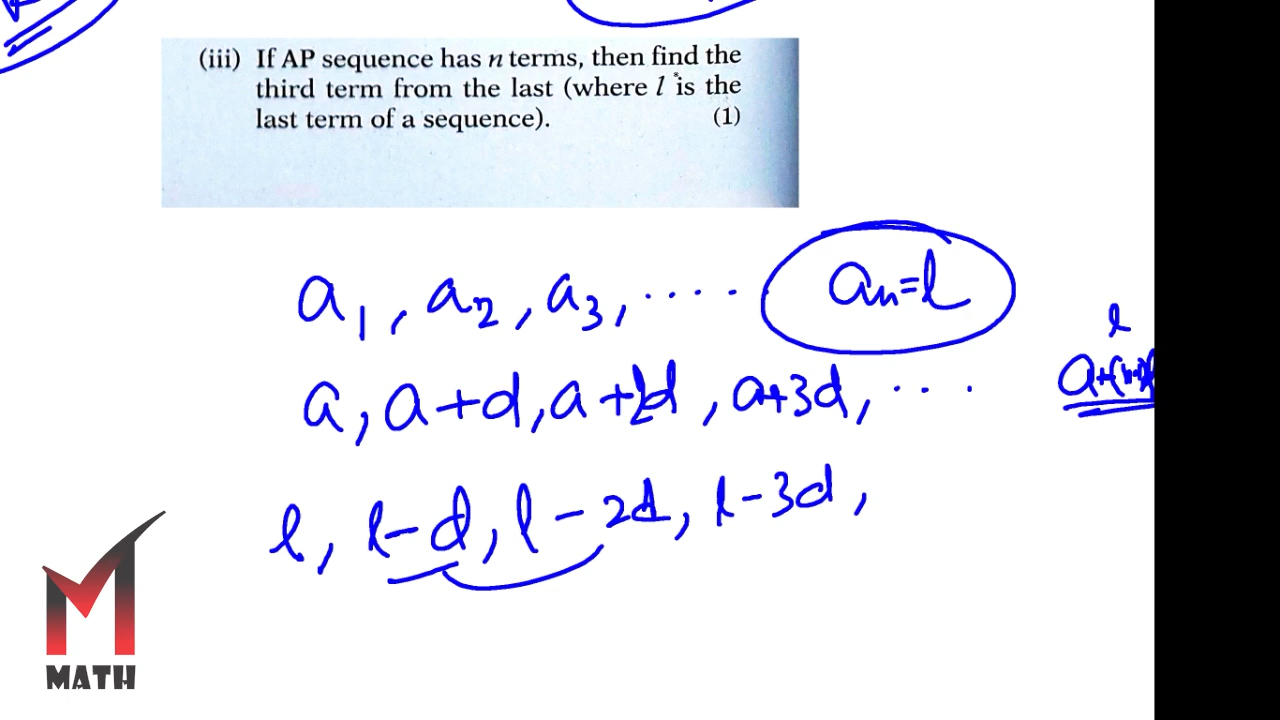 (iii) If AP sequence has n terms, then find the
third term from the last (where l is the
last term of a sequence). (1)
a₁, a₂, a₃, ..... aₙ=l
l
a, a+d, a+2d, a+3d, .... a+(n-1)
l, l-d, l-2d, l-3d,
MATH